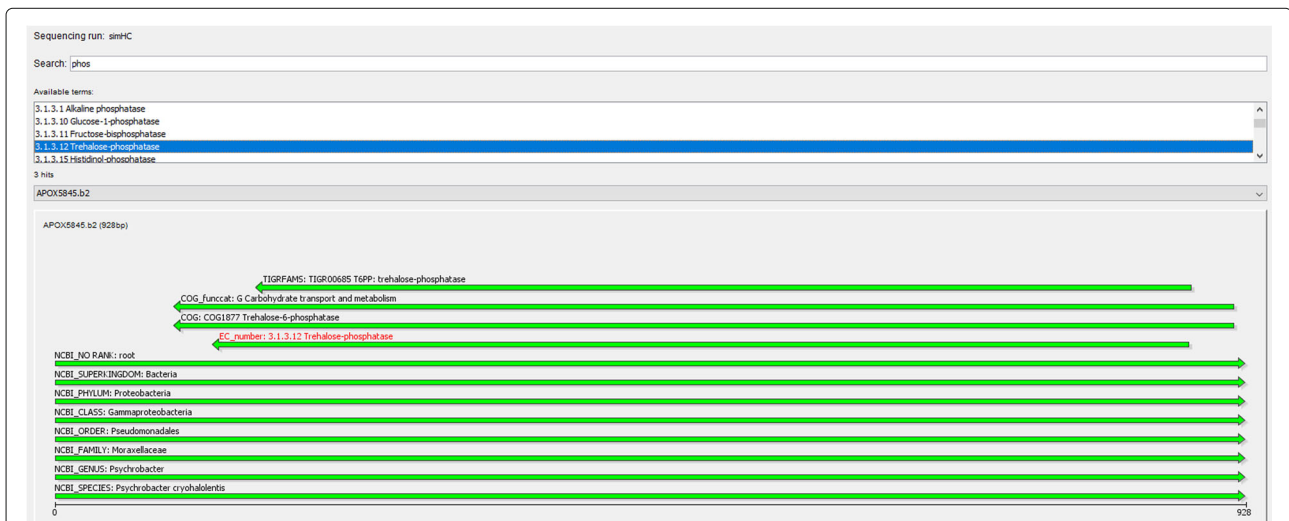 Sequencing run: simHC
Search: phos
Available terms:
3.1.3.1 Alkaline phosphatase
3.1.3.10 Glucose-1-phosphatase
3.1.3.11 Fructose-bisphosphatase
3.1.3.12 Trehalose-phosphatase
3.1.3.15 Histidinol-phosphatase
3 hits
APOX5845.b2
APOX5845.b2 (928bp)
TIGRFAMS: TIGR00685 T6PP: trehalose-phosphatase
COG_funccat: G Carbohydrate transport and metabolism
COG: COG1877 Trehalose-6-phosphatase
EC_number: 3.1.3.12 Trehalose-phosphatase
NCBI_NO RANK: root
NCBI_SUPERKINGDOM: Bacteria
NCBI_PHYLUM: Proteobacteria
NCBI_CLASS: Gammaproteobacteria
NCBI_ORDER: Pseudomonadales
NCBI_FAMILY: Moraxellaceae
NCBI_GENUS: Psychrobacter
NCBI_SPECIES: Psychrobacter cryohalolentis
0 928